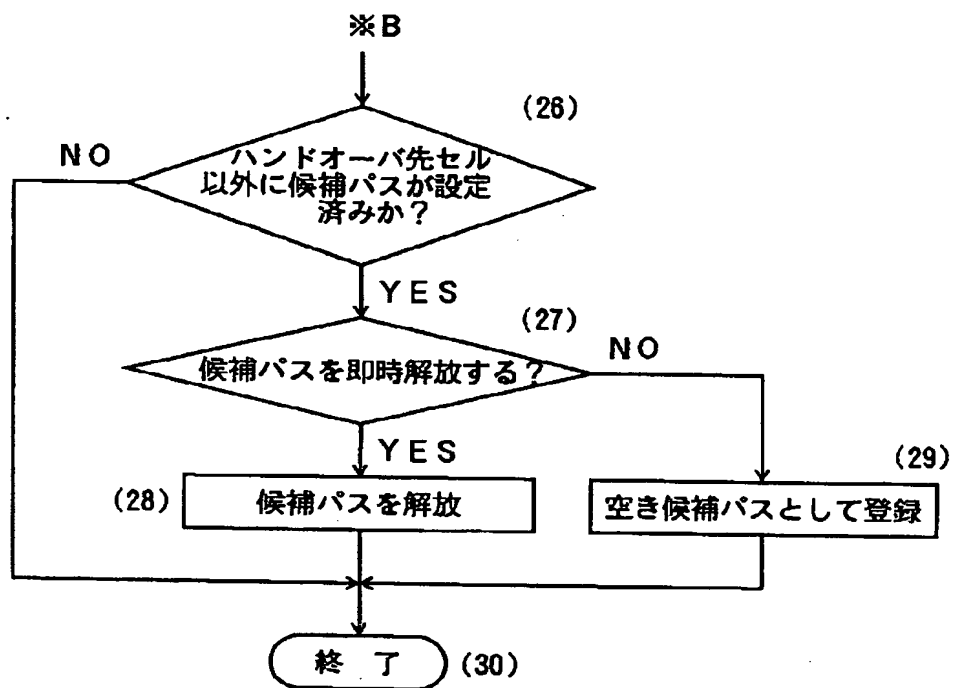 ※B
(26)
NO
ハンドオーバ先セル
以外に候補パスが設定
済みか?
YES
(27)
NO
候補パスを即時解放する?
YES
(29)
(28)
候補パスを解放
空き候補パスとして登録
終 了
(30)